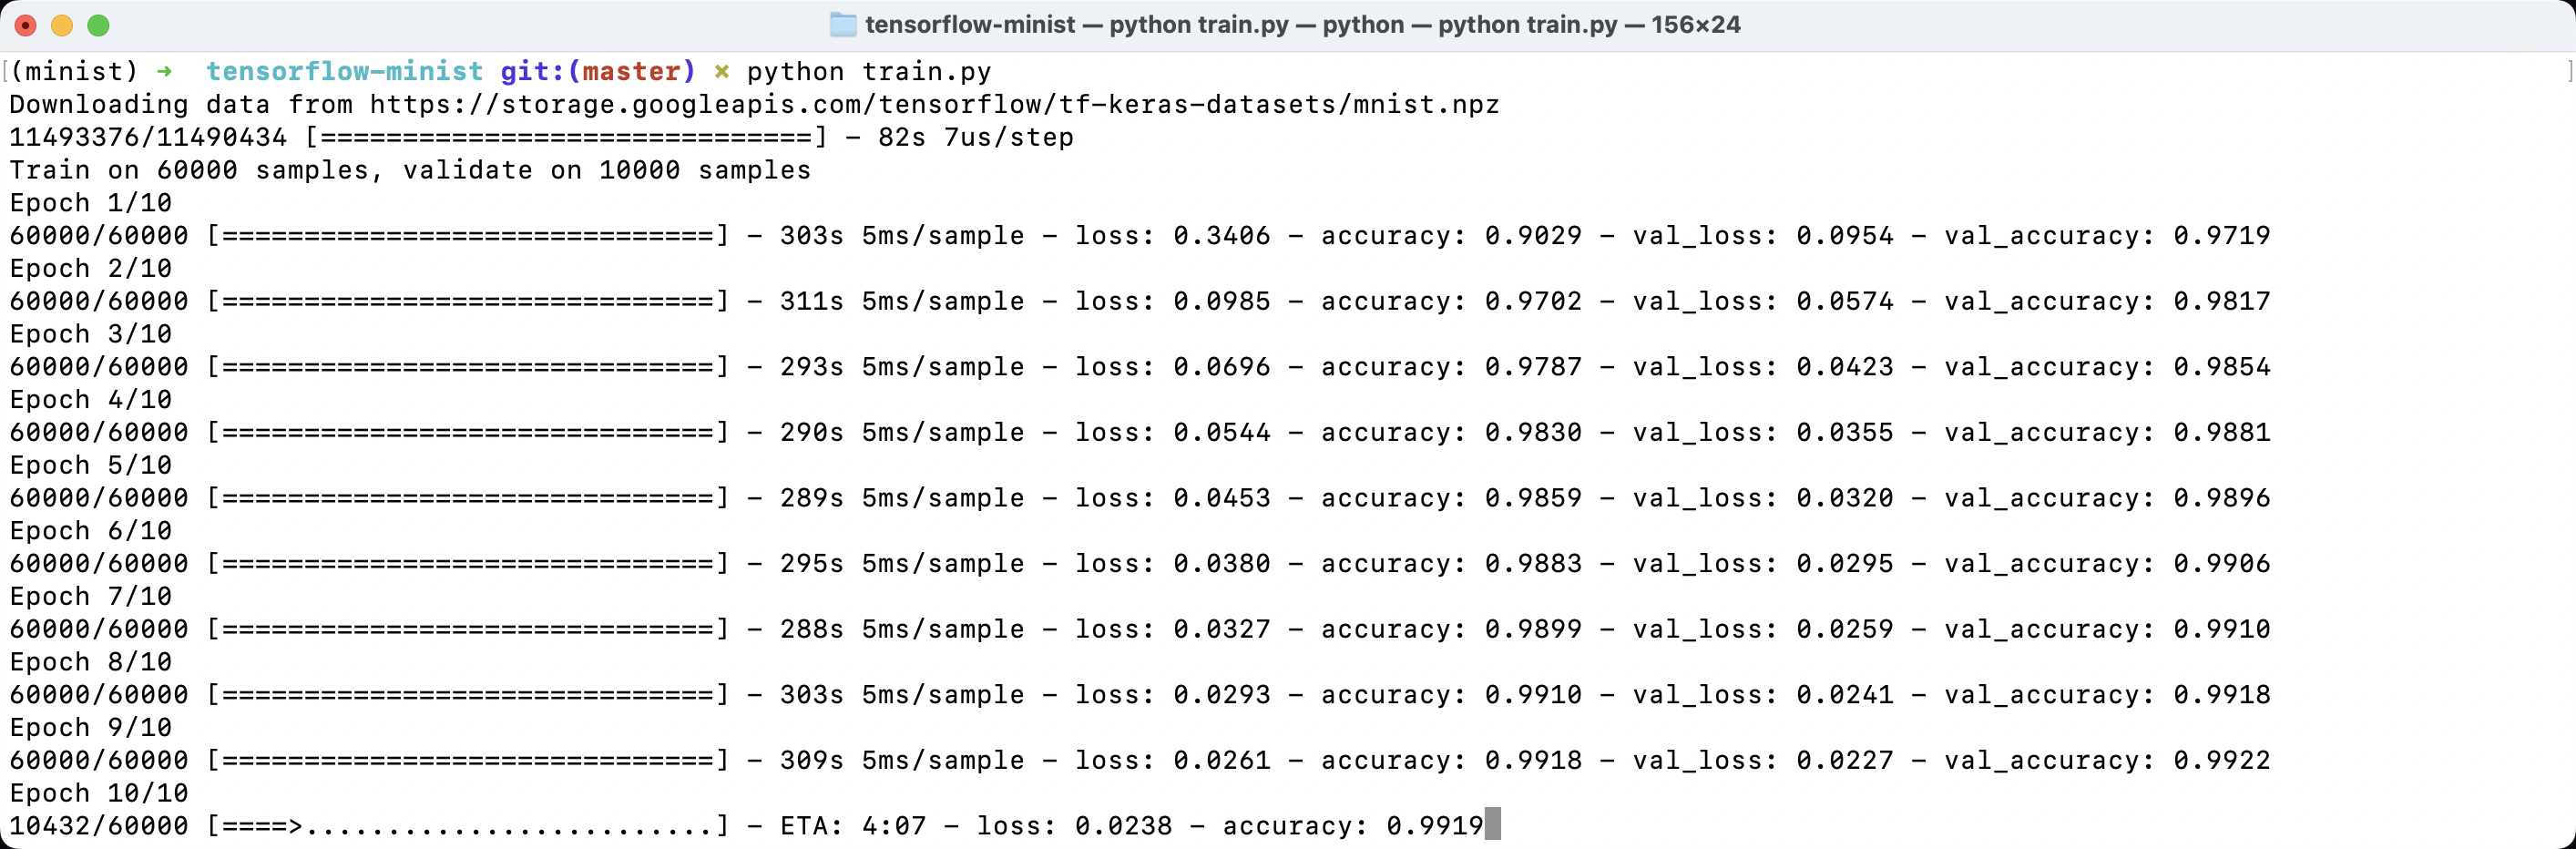 tensorflow-minist — python train.py — python — python train.py — 156×24
[(minist) ➜  tensorflow-minist git:(master) ✗ python train.py ]
Downloading data from https://storage.googleapis.com/tensorflow/tf-keras-datasets/mnist.npz
11493376/11490434 [==============================] - 82s 7us/step
Train on 60000 samples, validate on 10000 samples
Epoch 1/10
60000/60000 [==============================] - 303s 5ms/sample - loss: 0.3406 - accuracy: 0.9029 - val_loss: 0.0954 - val_accuracy: 0.9719
Epoch 2/10
60000/60000 [==============================] - 311s 5ms/sample - loss: 0.0985 - accuracy: 0.9702 - val_loss: 0.0574 - val_accuracy: 0.9817
Epoch 3/10
60000/60000 [==============================] - 293s 5ms/sample - loss: 0.0696 - accuracy: 0.9787 - val_loss: 0.0423 - val_accuracy: 0.9854
Epoch 4/10
60000/60000 [==============================] - 290s 5ms/sample - loss: 0.0544 - accuracy: 0.9830 - val_loss: 0.0355 - val_accuracy: 0.9881
Epoch 5/10
60000/60000 [==============================] - 289s 5ms/sample - loss: 0.0453 - accuracy: 0.9859 - val_loss: 0.0320 - val_accuracy: 0.9896
Epoch 6/10
60000/60000 [==============================] - 295s 5ms/sample - loss: 0.0380 - accuracy: 0.9883 - val_loss: 0.0295 - val_accuracy: 0.9906
Epoch 7/10
60000/60000 [==============================] - 288s 5ms/sample - loss: 0.0327 - accuracy: 0.9899 - val_loss: 0.0259 - val_accuracy: 0.9910
Epoch 8/10
60000/60000 [==============================] - 303s 5ms/sample - loss: 0.0293 - accuracy: 0.9910 - val_loss: 0.0241 - val_accuracy: 0.9918
Epoch 9/10
60000/60000 [==============================] - 309s 5ms/sample - loss: 0.0261 - accuracy: 0.9918 - val_loss: 0.0227 - val_accuracy: 0.9922
Epoch 10/10
10432/60000 [====>.........................] - ETA: 4:07 - loss: 0.0238 - accuracy: 0.9919